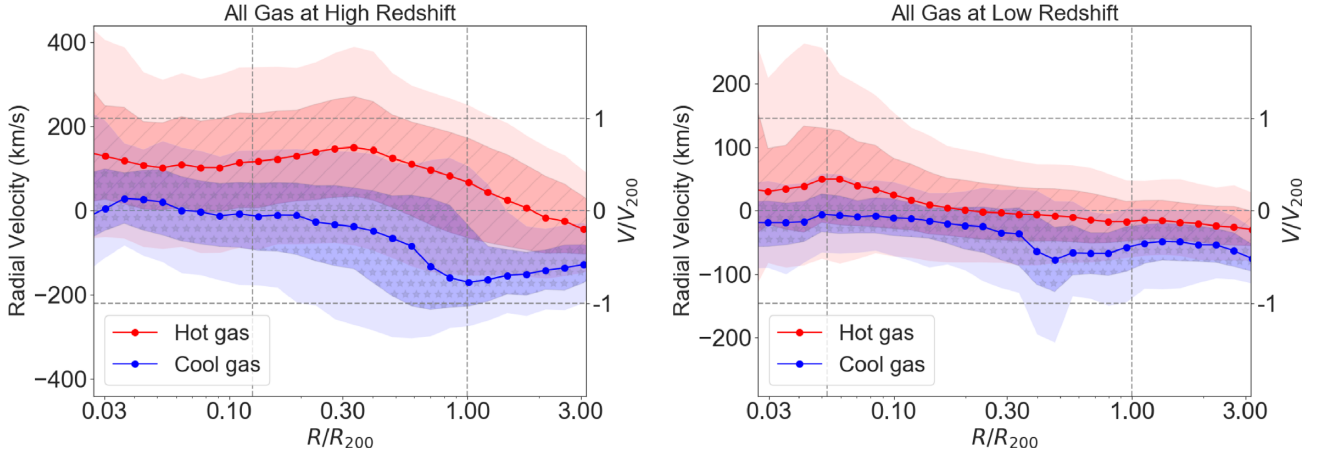 All Gas at High Redshift
400
200
0
−200
−400
Radial Velocity (km/s)
1
0
-1
V/V200
Hot gas
Cool gas
0.03 0.10 0.30 1.00 3.00
R/R200
All Gas at Low Redshift
200
100
0
−100
−200
Radial Velocity (km/s)
1
0
-1
V/V200
Hot gas
Cool gas
0.03 0.10 0.30 1.00 3.00
R/R200